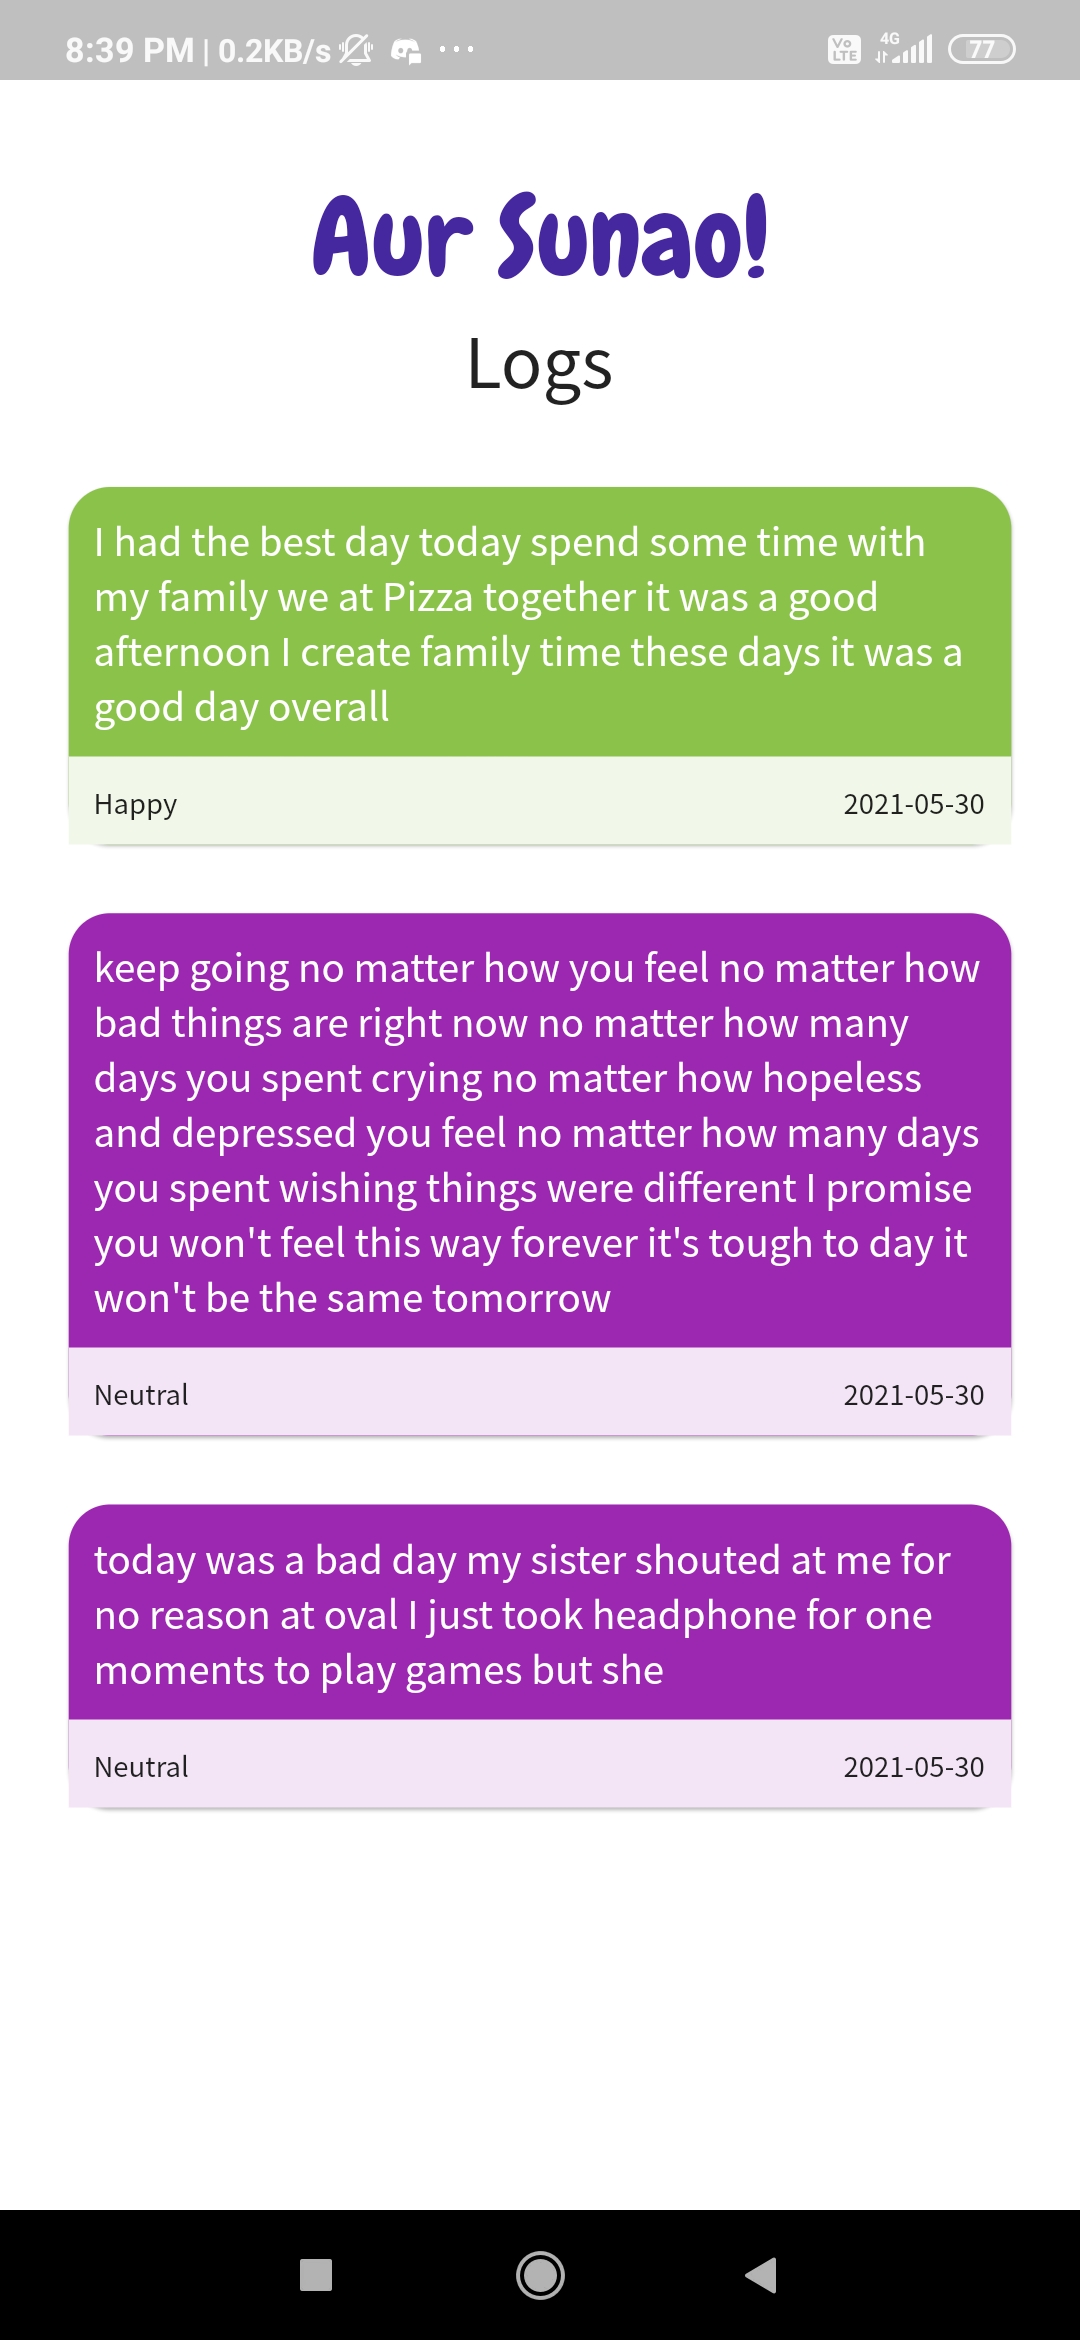 8:39 PM | 0.2KB/s
Vo LTE 4G 77
Aur Sunao!
Logs
I had the best day today spend some time with
my family we at Pizza together it was a good
afternoon I create family time these days it was a
good day overall
Happy 2021-05-30
keep going no matter how you feel no matter how
bad things are right now no matter how many
days you spent crying no matter how hopeless
and depressed you feel no matter how many days
you spent wishing things were different I promise
you won't feel this way forever it's tough to day it
won't be the same tomorrow
Neutral 2021-05-30
today was a bad day my sister shouted at me for
no reason at oval I just took headphone for one
moments to play games but she
Neutral 2021-05-30